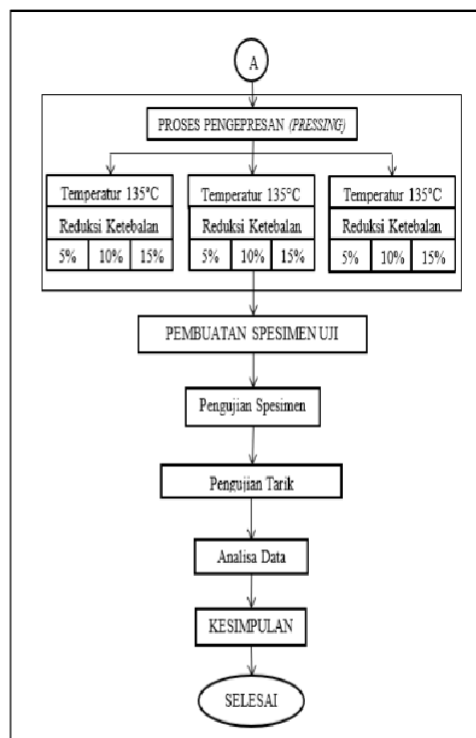 A
PROSES PENGEPRESAN (PRESSING)
Temperatur 135°C
Reduksi Ketebalan
5% 10% 15%
Temperatur 135°C
Reduksi Ketebalan
5% 10% 15%
Temperatur 135°C
Reduksi Ketebalan
5% 10% 15%
PEMBUATAN SPESIMEN UJI
Pengujian Spesimen
Pengujian Tarik
Analisa Data
KESIMPULAN
SELESAI